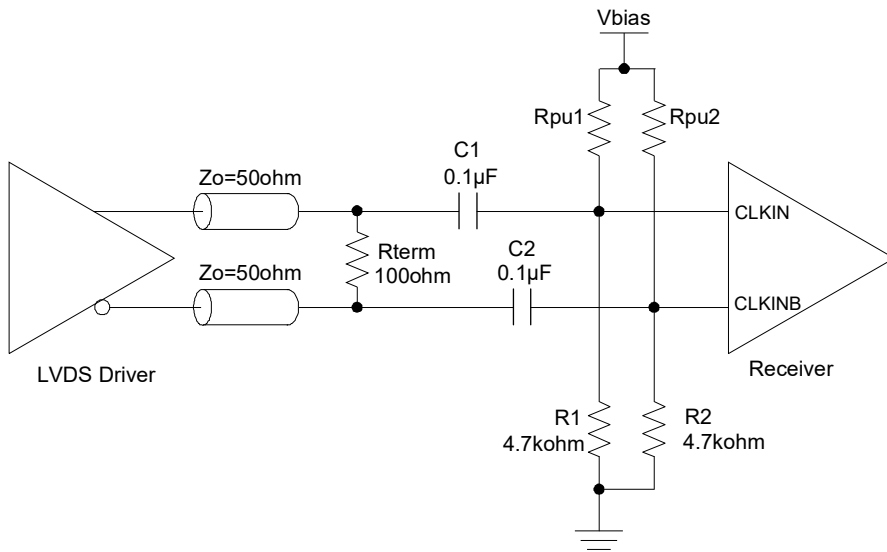 Vbias
Rpu1
Rpu2
C1
0.1µF
Zo=50ohm
CLKIN
Rterm
100ohm
C2
0.1µF
Zo=50ohm
CLKINB
LVDS Driver
Receiver
R1
4.7kohm
R2
4.7kohm